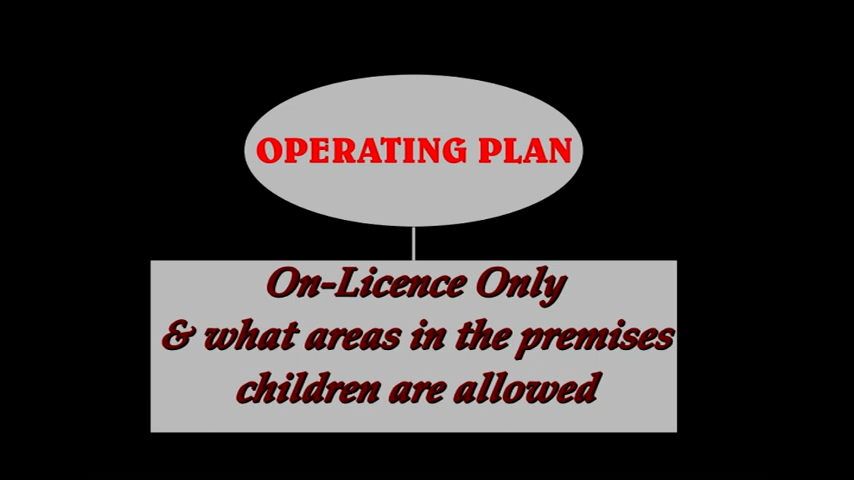 OPERATING PLAN
On-Licence Only
& what areas in the premises
children are allowed